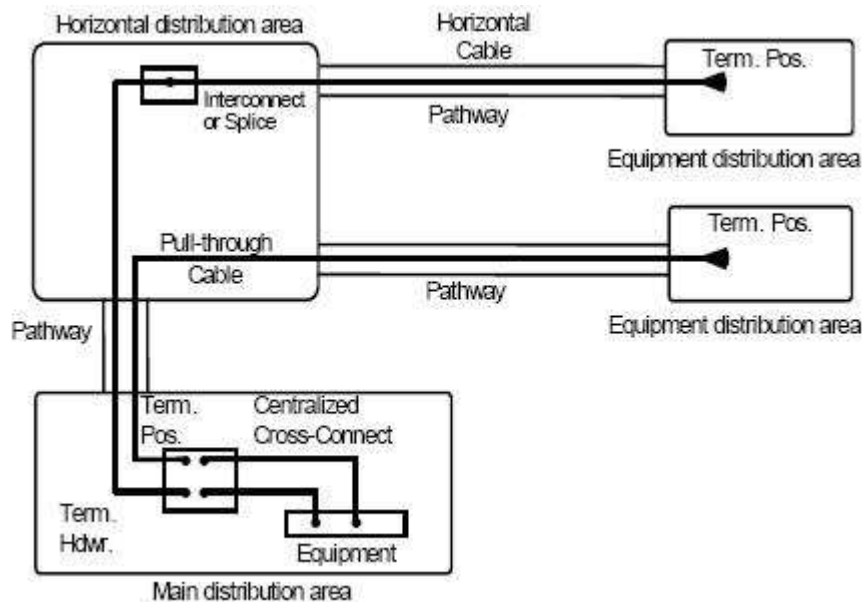 Horizontal distribution area
Horizontal
Cable
Term. Pos.
Interconnect
or Splice
Pathway
Equipment distribution area
Term. Pos.
Pull-through
Cable
Pathway
Equipment distribution area
Pathway
Term.
Pos.
Centralized
Cross-Connect
Term.
Hdwr.
Equipment
Main distribution area